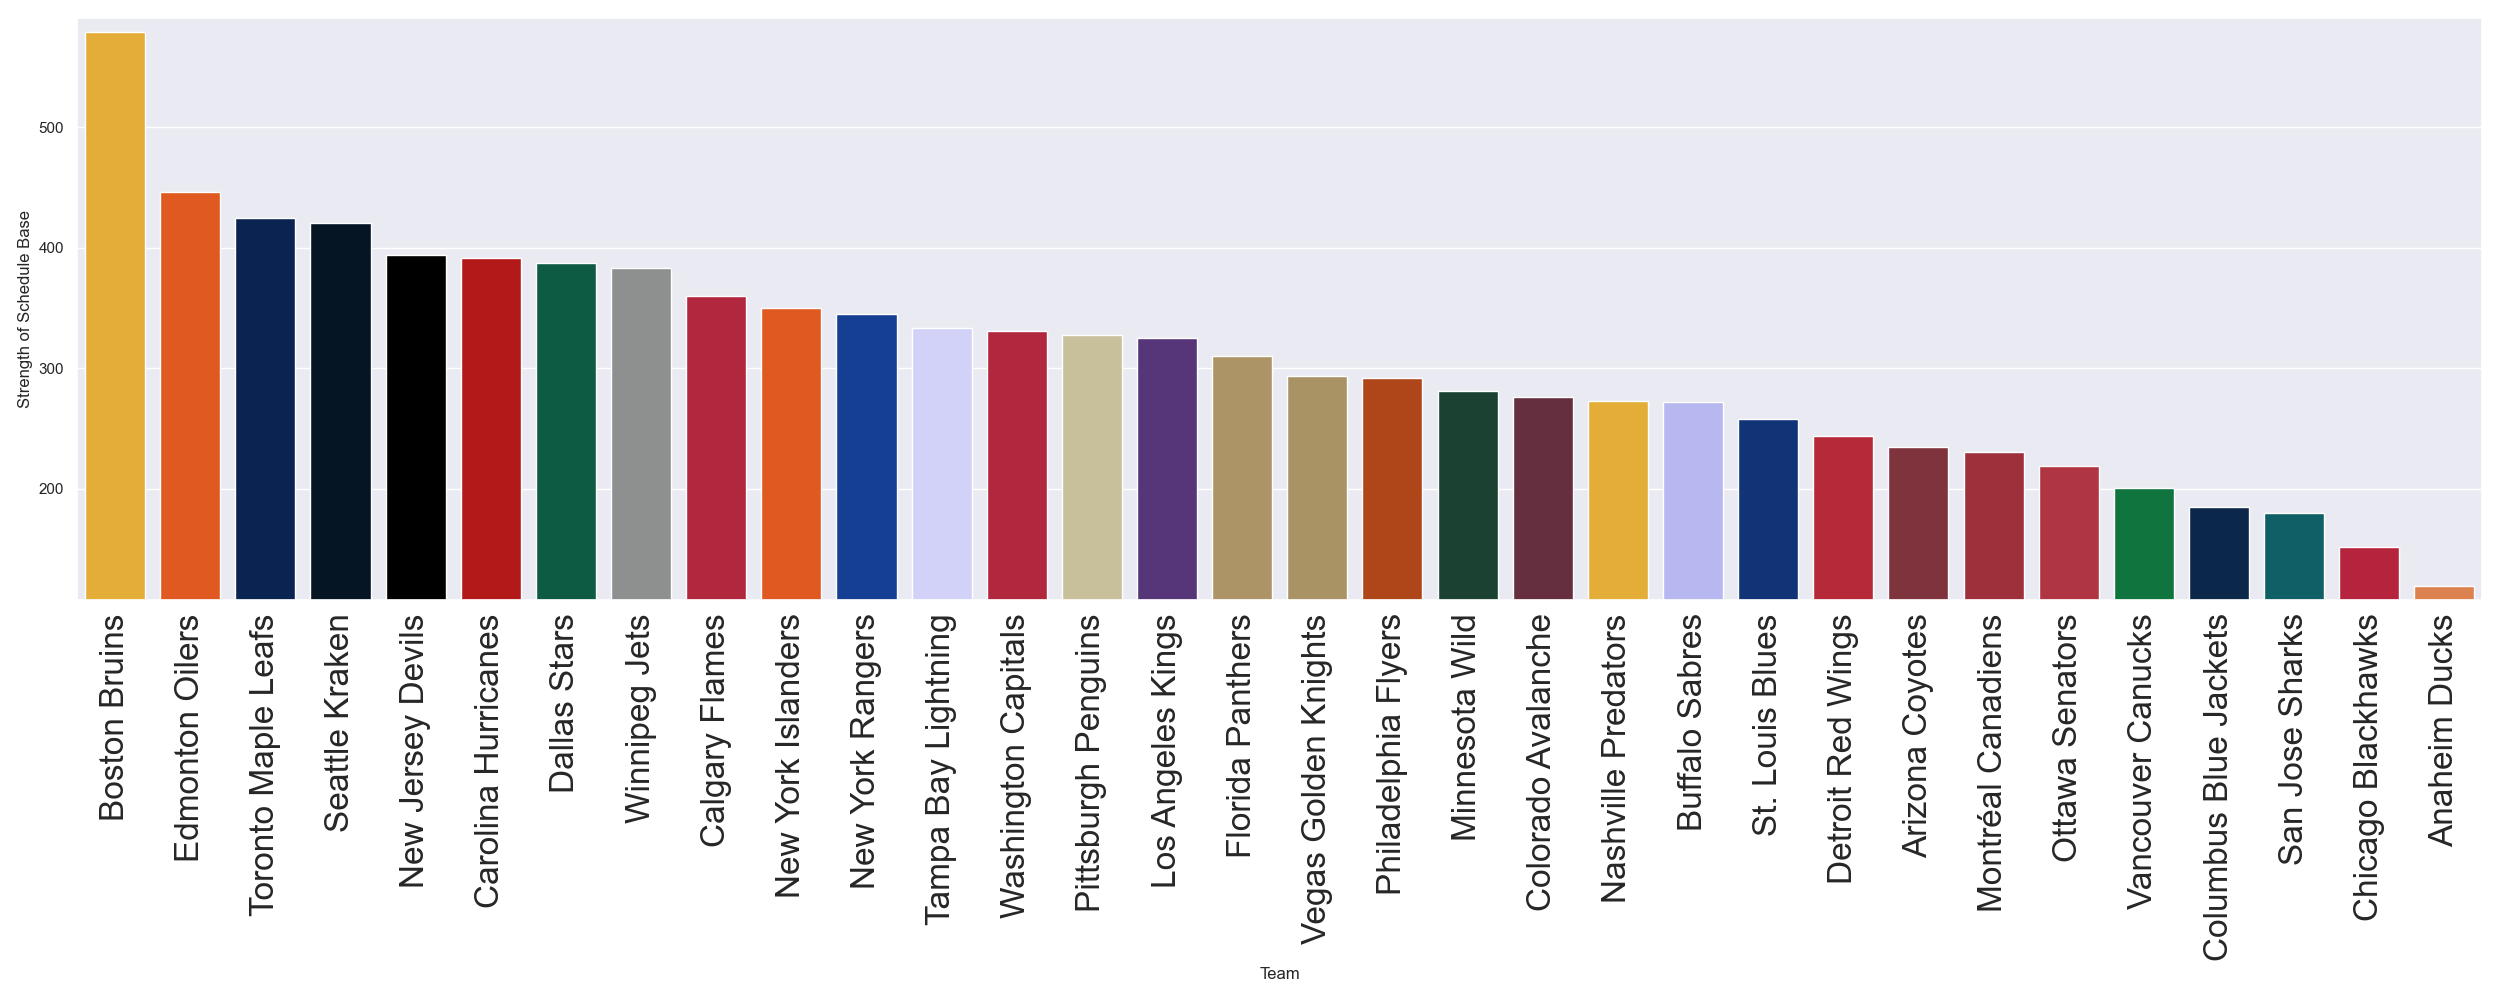 500
400
300
200
Strength of Schedule Base
Boston Bruins
Edmonton Oilers
Toronto Maple Leafs
Seattle Kraken
New Jersey Devils
Carolina Hurricanes
Dallas Stars
Winnipeg Jets
Calgary Flames
New York Islanders
New York Rangers
Tampa Bay Lightning
Washington Capitals
Pittsburgh Penguins
Los Angeles Kings
Florida Panthers
Vegas Golden Knights
Philadelphia Flyers
Minnesota Wild
Colorado Avalanche
Nashville Predators
Buffalo Sabres
St. Louis Blues
Detroit Red Wings
Arizona Coyotes
Montréal Canadiens
Ottawa Senators
Vancouver Canucks
Columbus Blue Jackets
San Jose Sharks
Chicago Blackhawks
Anaheim Ducks
Team